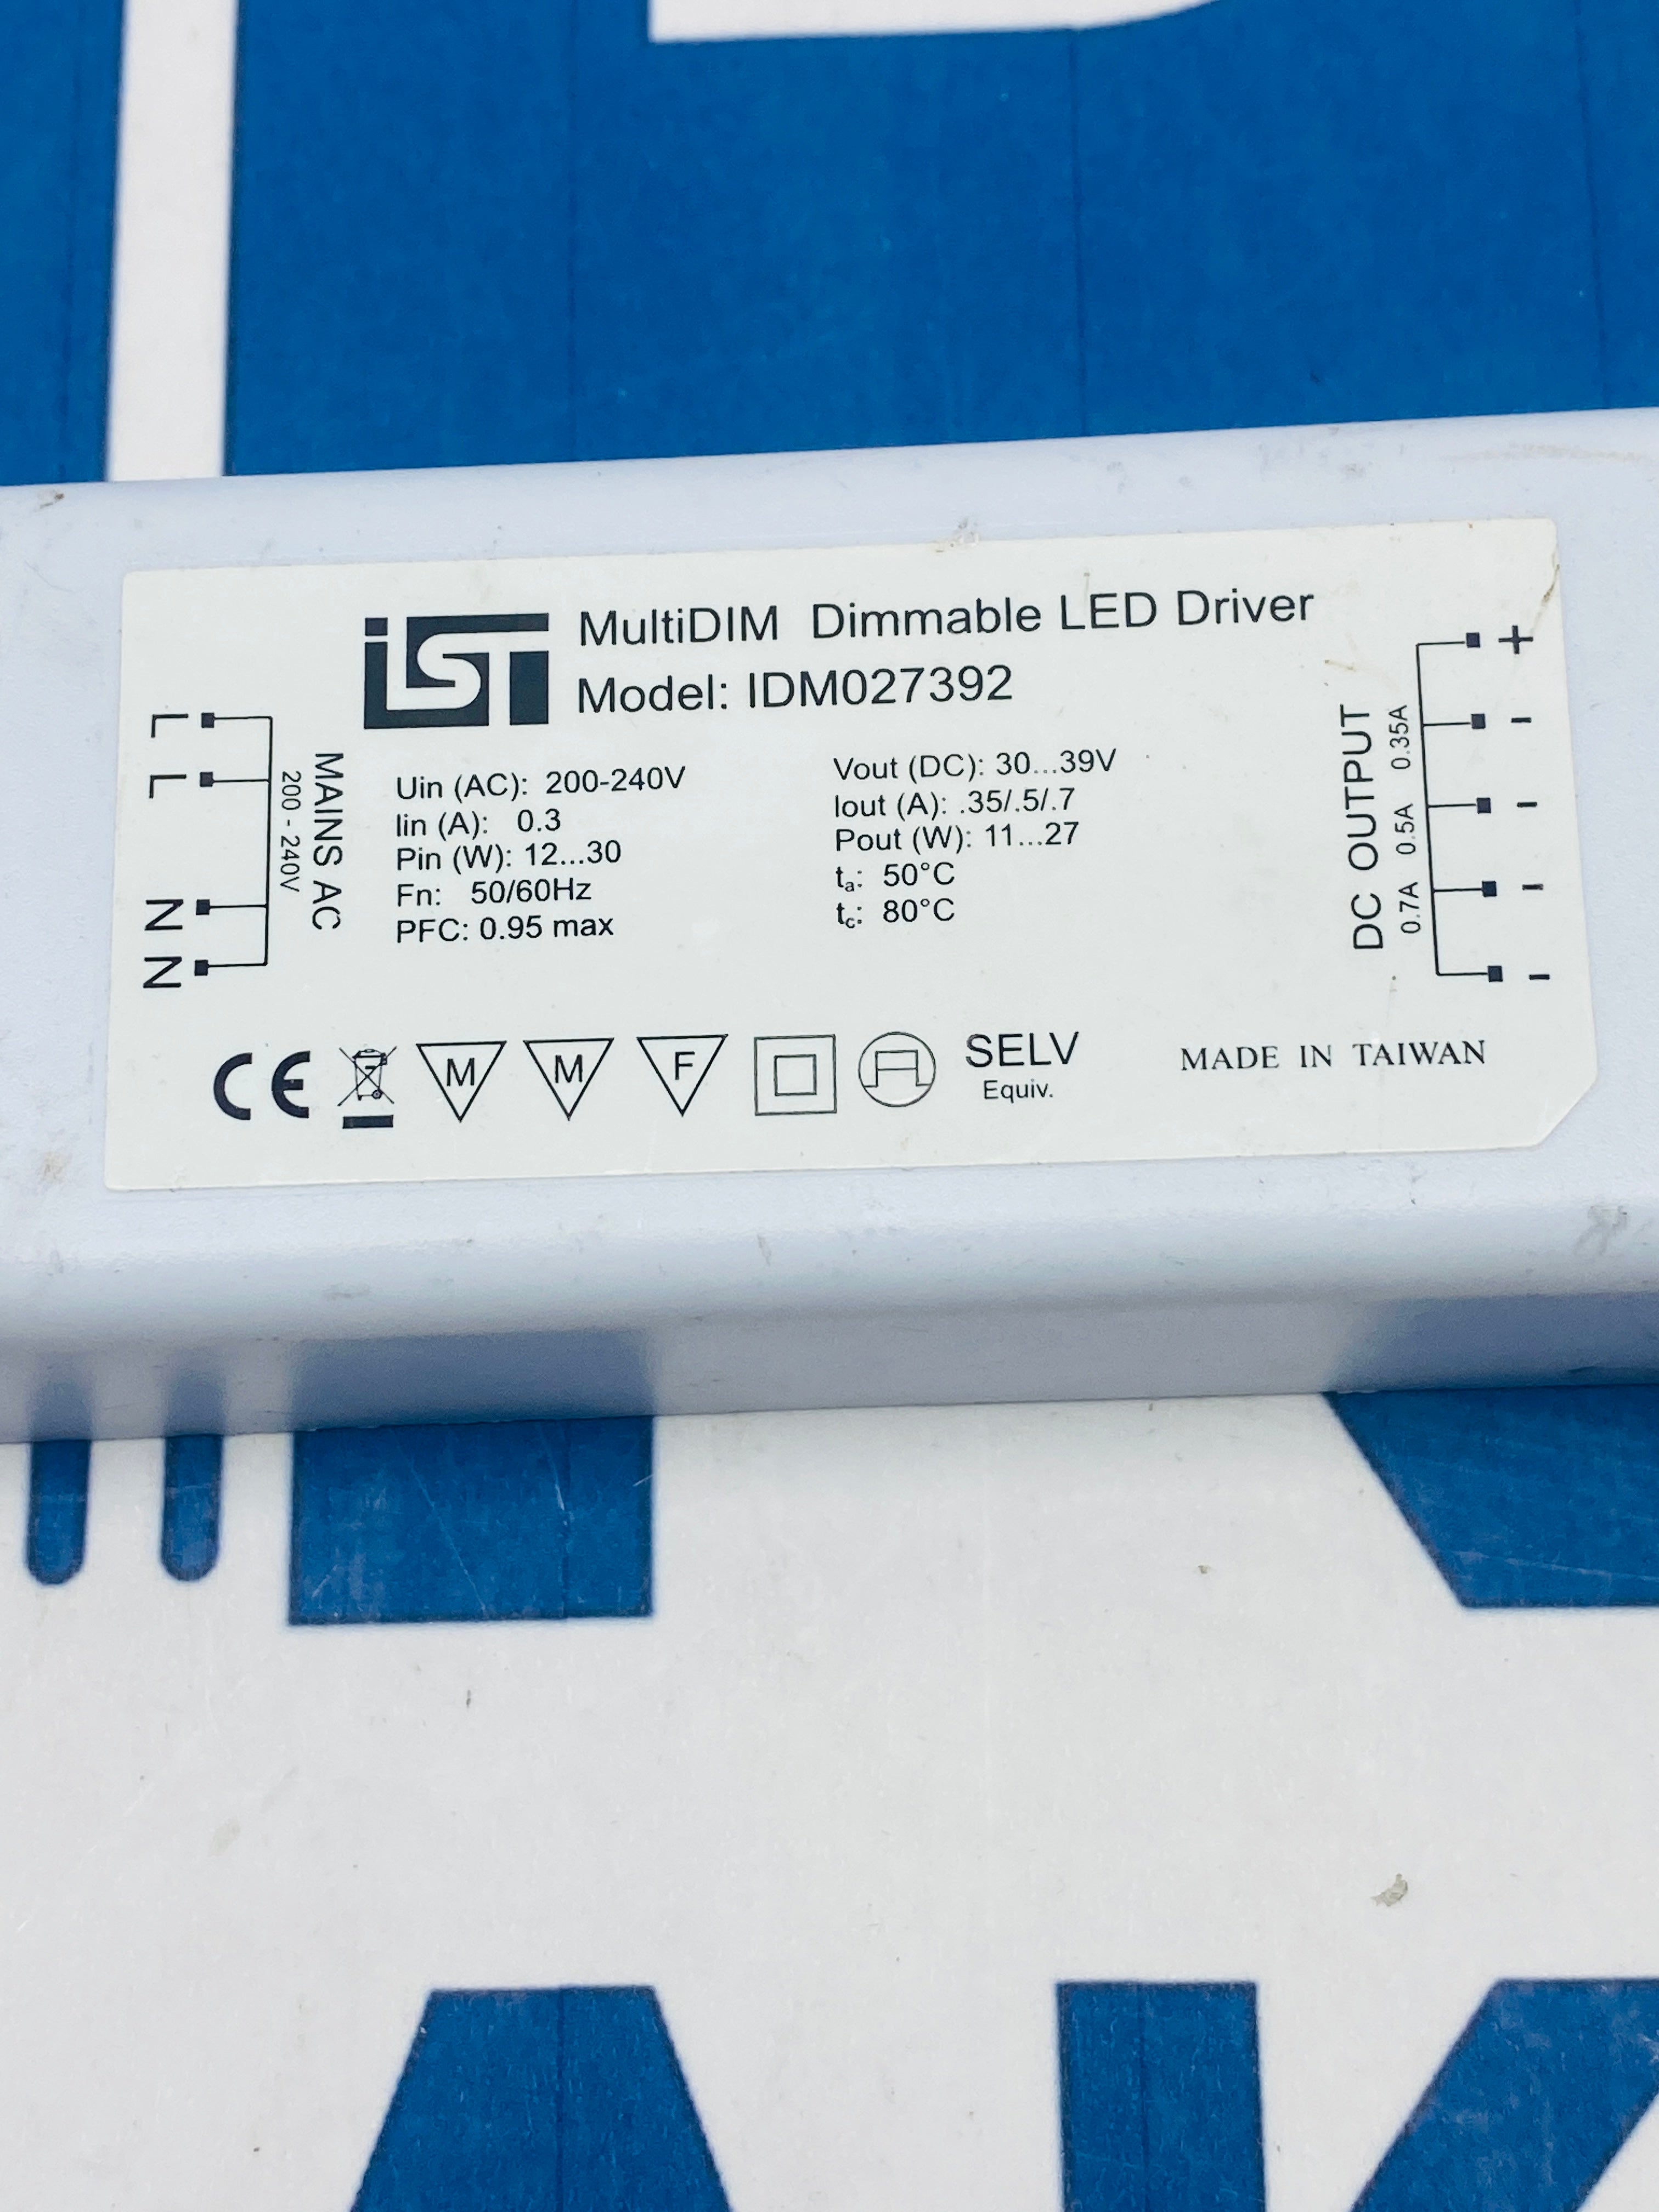 iST MultiDIM Dimmable LED Driver
Model: IDM027392
L
L
N
N
MAINS AC
200 - 240V
Uin (AC): 200-240V
Iin (A): 0.3
Pin (W): 12...30
Fn: 50/60Hz
PFC: 0.95 max
Vout (DC): 30...39V
Iout (A): .35/.5/.7
Pout (W): 11...27
ta: 50°C
tc: 80°C
DC OUTPUT
0.7A 0.5A 0.35A
+
-
-
-
-
CE M M F SELV
Equiv.
MADE IN TAIWAN